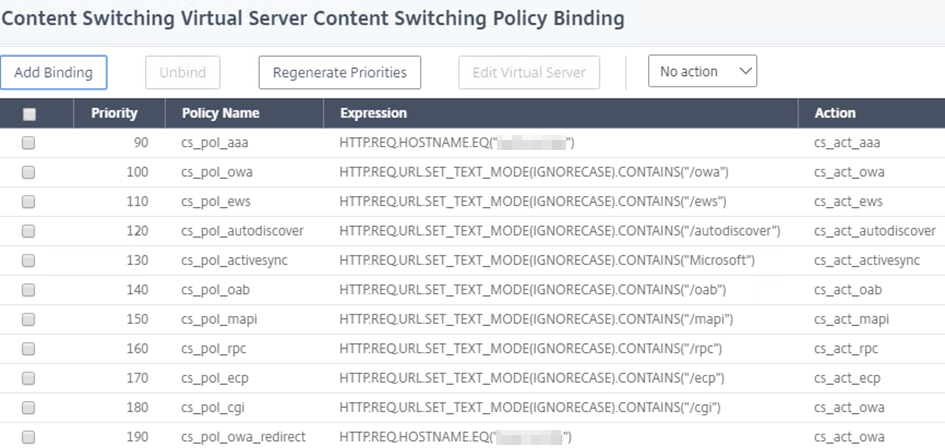 Content Switching Virtual Server Content Switching Policy Binding
Add Binding Unbind Regenerate Priorities Edit Virtual Server No action
Priority Policy Name Expression Action
90 cs_pol_aaa HTTP.REQ.HOSTNAME.EQ(" ") cs_act_aaa
100 cs_pol_owa HTTP.REQ.URL.SET_TEXT_MODE(IGNORECASE).CONTAINS("/owa") cs_act_owa
110 cs_pol_ews HTTP.REQ.URL.SET_TEXT_MODE(IGNORECASE).CONTAINS("/ews") cs_act_ews
120 cs_pol_autodiscover HTTP.REQ.URL.SET_TEXT_MODE(IGNORECASE).CONTAINS("/autodiscover") cs_act_autodiscover
130 cs_pol_activesync HTTP.REQ.URL.SET_TEXT_MODE(IGNORECASE).CONTAINS("Microsoft") cs_act_activesync
140 cs_pol_oab HTTP.REQ.URL.SET_TEXT_MODE(IGNORECASE).CONTAINS("/oab") cs_act_oab
150 cs_pol_mapi HTTP.REQ.URL.SET_TEXT_MODE(IGNORECASE).CONTAINS("/mapi") cs_act_mapi
160 cs_pol_rpc HTTP.REQ.URL.SET_TEXT_MODE(IGNORECASE).CONTAINS("/rpc") cs_act_rpc
170 cs_pol_ecp HTTP.REQ.URL.SET_TEXT_MODE(IGNORECASE).CONTAINS("/ecp") cs_act_ecp
180 cs_pol_cgi HTTP.REQ.URL.SET_TEXT_MODE(IGNORECASE).CONTAINS("/cgi") cs_act_owa
190 cs_pol_owa_redirect HTTP.REQ.HOSTNAME.EQ(" ") cs_act_owa